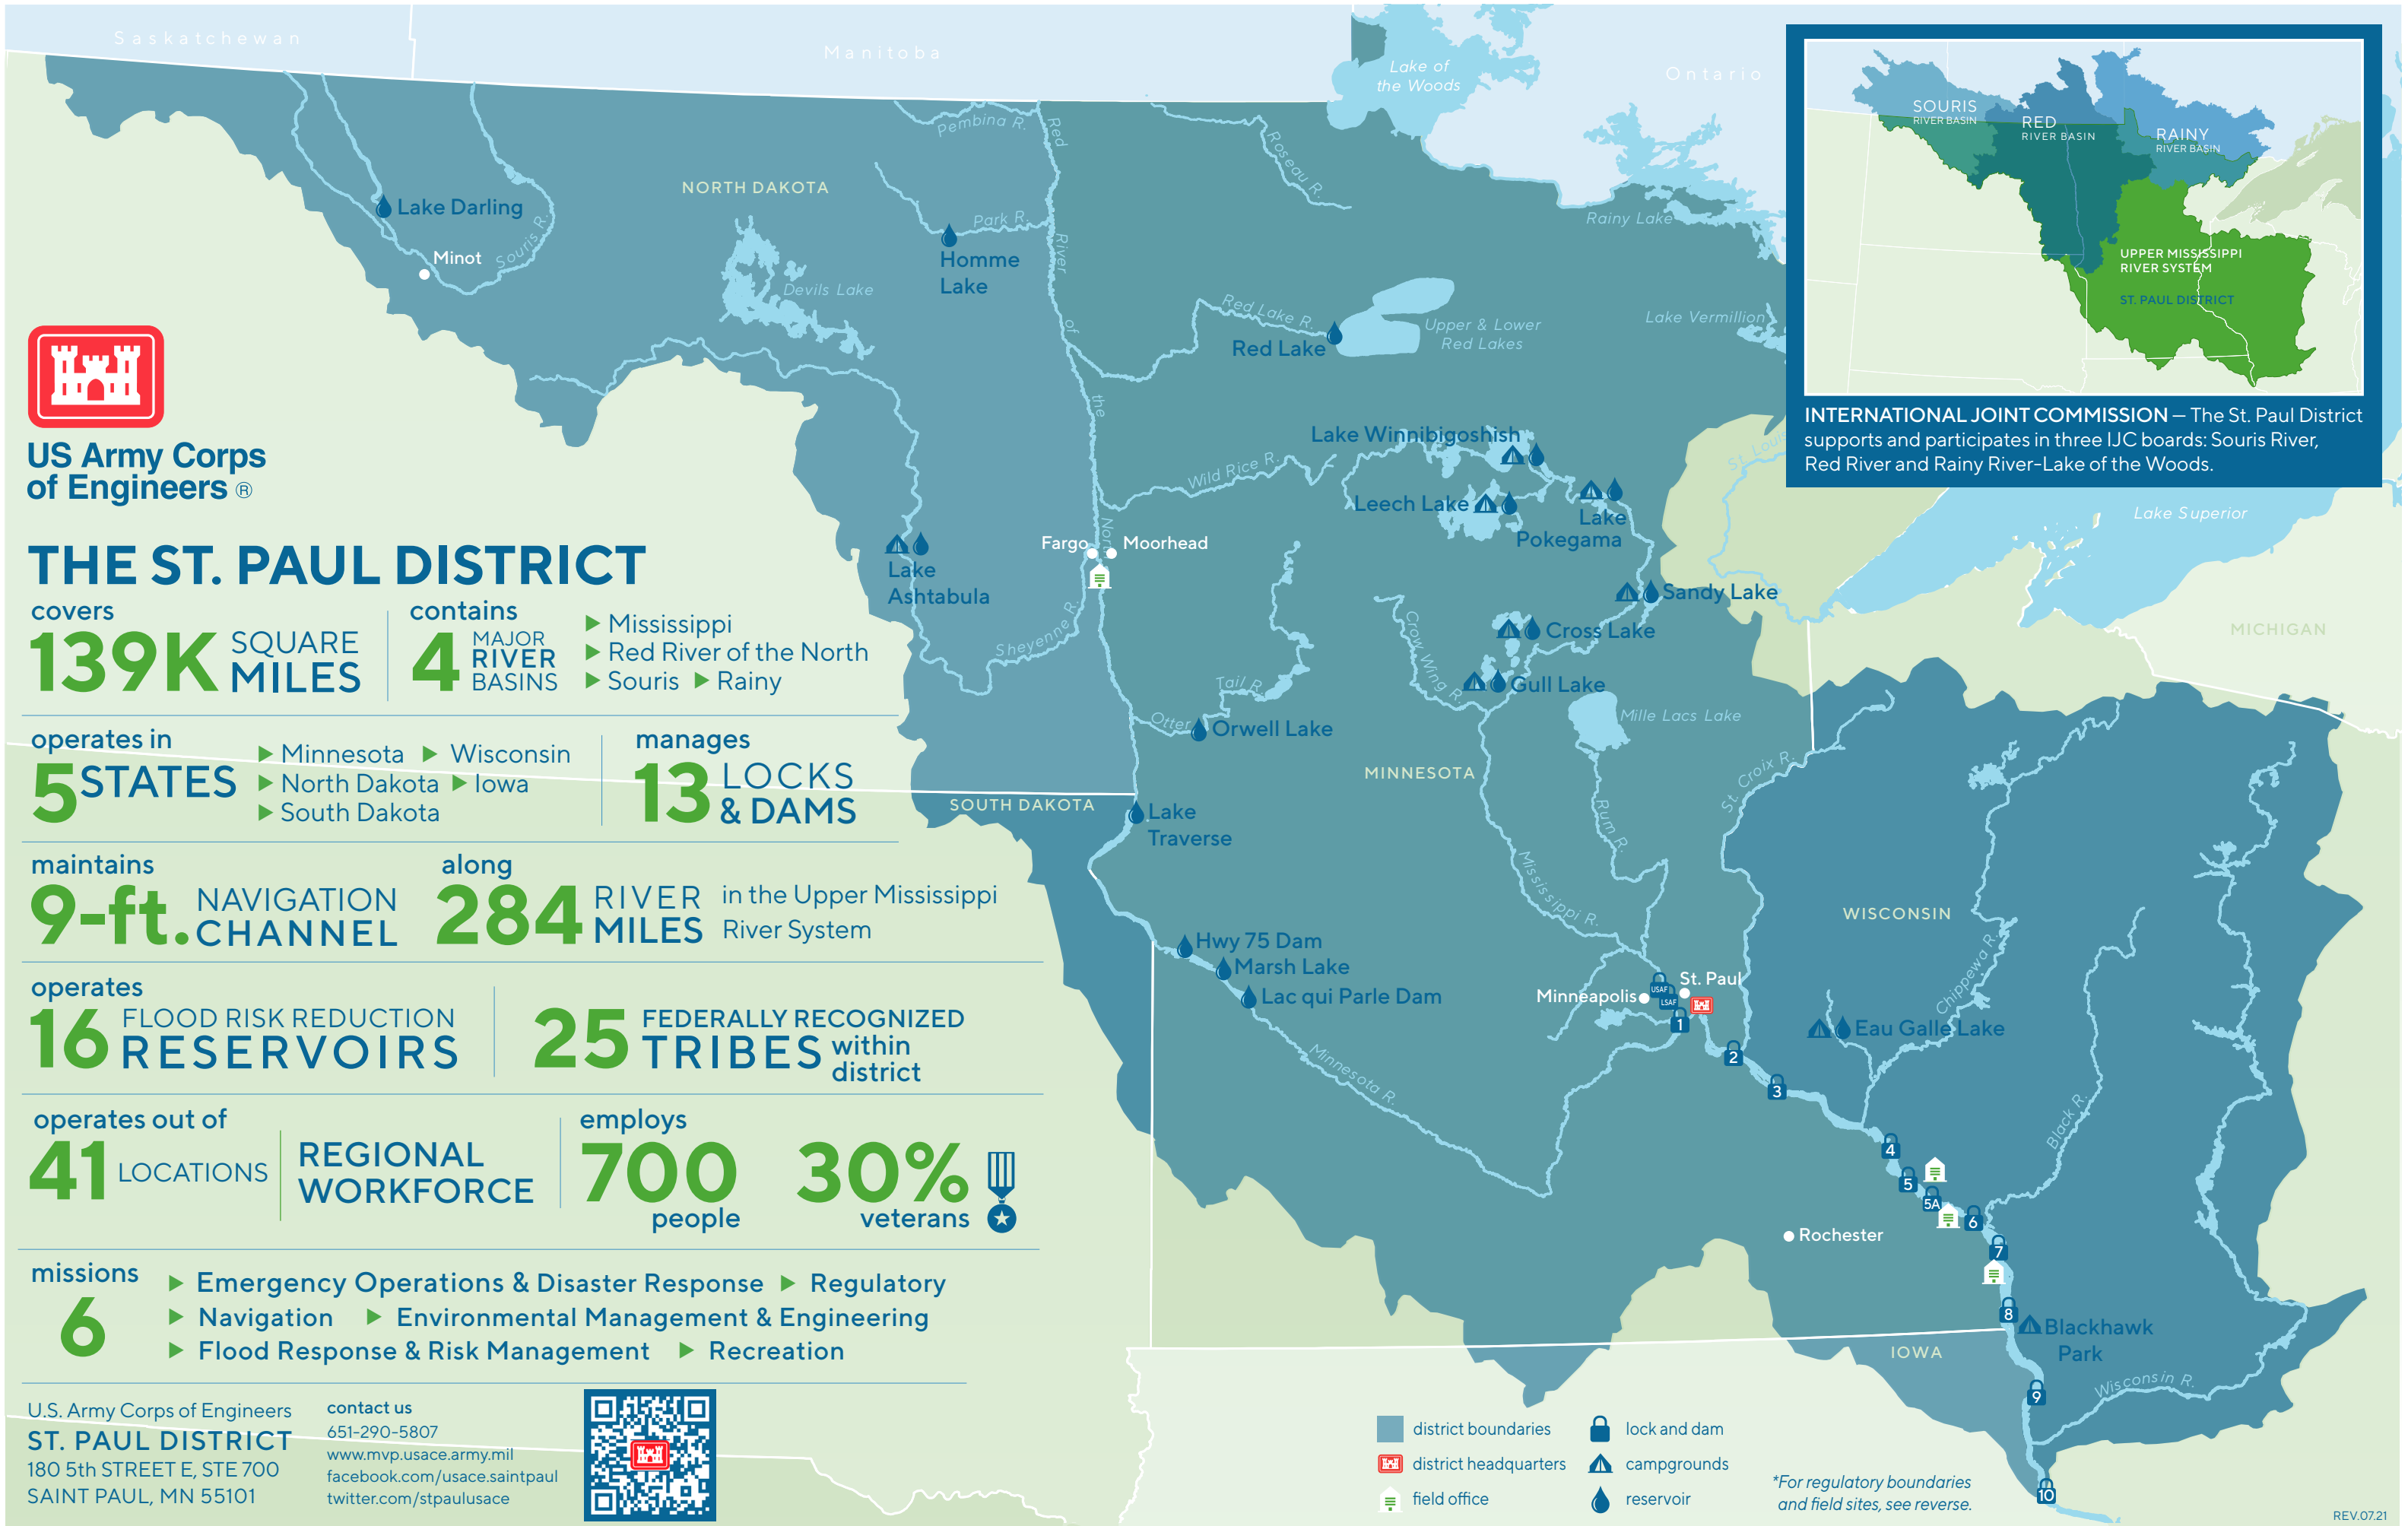 Saskatchewan
Manitoba
Ontario
Lake of
the Woods
Pembina R.
Red
River
of
the
North
Roseau R.
Rainy Lake
NORTH DAKOTA
Lake Darling
Minot
Souris R.
Park R.
Homme
Lake
Devils Lake
Red Lake R.
Red Lake
Upper & Lower
Red Lakes
Lake Vermillion
SOURIS
RIVER BASIN
RED
RIVER BASIN
RAINY
RIVER BASIN
UPPER MISSISSIPPI
RIVER SYSTEM
ST. PAUL DISTRICT
INTERNATIONAL JOINT COMMISSION – The St. Paul District
supports and participates in three IJC boards: Souris River,
Red River and Rainy River-Lake of the Woods.
US Army Corps
of Engineers ®
Lake Winnibigoshish
Wild Rice R.
Leech Lake
Lake
Pokegama
Lake Superior
MICHIGAN
Fargo
Moorhead
Lake
Ashtabula
Sheyenne R.
Sandy Lake
Cross Lake
Crow Wing R.
Gull Lake
Mille Lacs Lake
Otter
Tail R.
Orwell Lake
MINNESOTA
SOUTH DAKOTA
Lake
Traverse
Rum R.
St. Croix R.
Mississippi R.
WISCONSIN
Hwy 75 Dam
Marsh Lake
Lac qui Parle Dam
Minneapolis
St. Paul
USAF
LSAF
1
2
3
Minnesota R.
Eau Galle Lake
Chippewa R.
Black R.
4
5
5A
6
7
8
9
10
Rochester
Blackhawk
Park
IOWA
Wisconsin R.
THE ST. PAUL DISTRICT
covers
139K SQUARE
MILES
contains
4 MAJOR
RIVER
BASINS
Mississippi
Red River of the North
Souris Rainy
operates in
5 STATES
Minnesota Wisconsin
North Dakota Iowa
South Dakota
manages
13 LOCKS
& DAMS
maintains
9-ft. NAVIGATION
CHANNEL
along
284 RIVER
MILES
in the Upper Mississippi
River System
operates
16 FLOOD RISK REDUCTION
RESERVOIRS
25 FEDERALLY RECOGNIZED
TRIBES within
district
operates out of
41 LOCATIONS
REGIONAL
WORKFORCE
employs
700
people
30%
veterans
missions
6
Emergency Operations & Disaster Response Regulatory
Navigation Environmental Management & Engineering
Flood Response & Risk Management Recreation
U.S. Army Corps of Engineers
ST. PAUL DISTRICT
180 5th STREET E, STE 700
SAINT PAUL, MN 55101
contact us
651-290-5807
www.mvp.usace.army.mil
facebook.com/usace.saintpaul
twitter.com/stpaulusace
district boundaries
district headquarters
field office
lock and dam
campgrounds
reservoir
*For regulatory boundaries
and field sites, see reverse.
REV.07.21